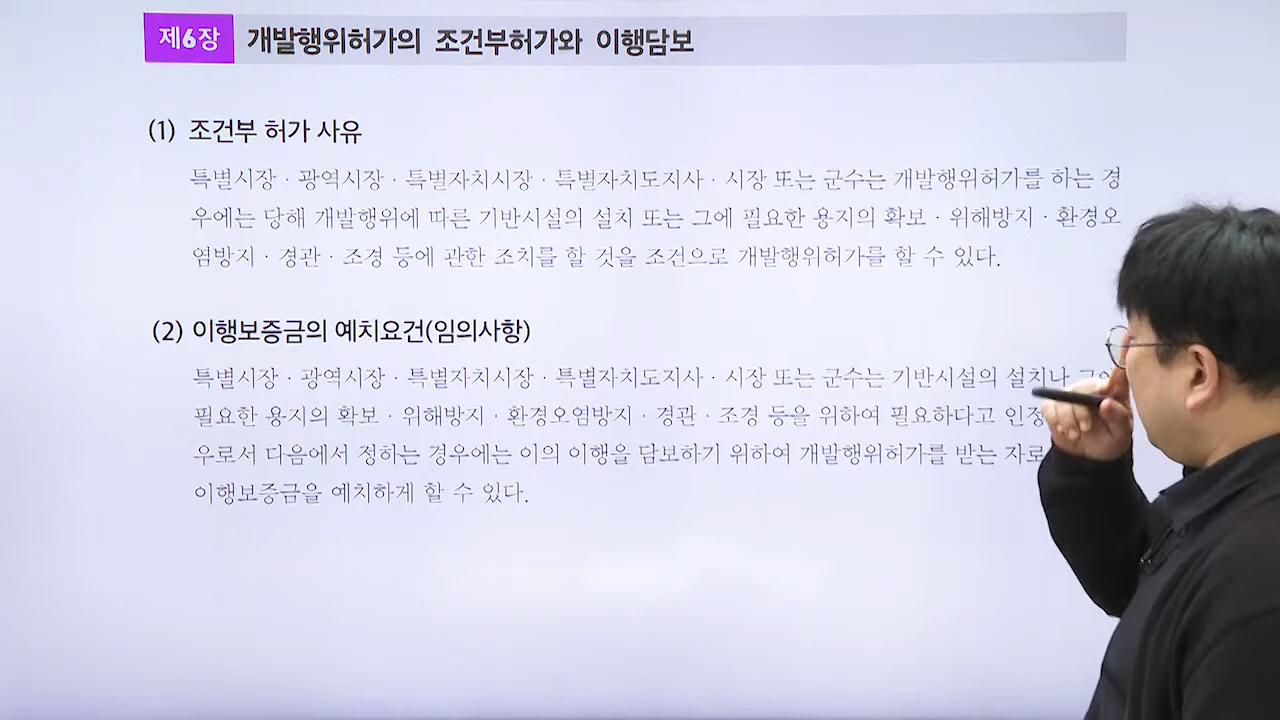 제6장 개발행위허가의 조건부허가와 이행담보
(1) 조건부 허가 사유
특별시장 · 광역시장 · 특별자치시장 · 특별자치도지사 · 시장 또는 군수는 개발행위허가를 하는 경
우에는 당해 개발행위에 따른 기반시설의 설치 또는 그에 필요한 용지의 확보 · 위해방지 · 환경오
염방지 · 경관 · 조경 등에 관한 조치를 할 것을 조건으로 개발행위허가를 할 수 있다.
(2) 이행보증금의 예치요건(임의사항)
특별시장 · 광역시장 · 특별자치시장 · 특별자치도지사 · 시장 또는 군수는 기반시설의 설치나
필요한 용지의 확보 · 위해방지 · 환경오염방지 · 경관 · 조경 등을 위하여 필요하다고 인정
우로서 다음에서 정하는 경우에는 이의 이행을 담보하기 위하여 개발행위허가를 받는 자로
이행보증금을 예치하게 할 수 있다.